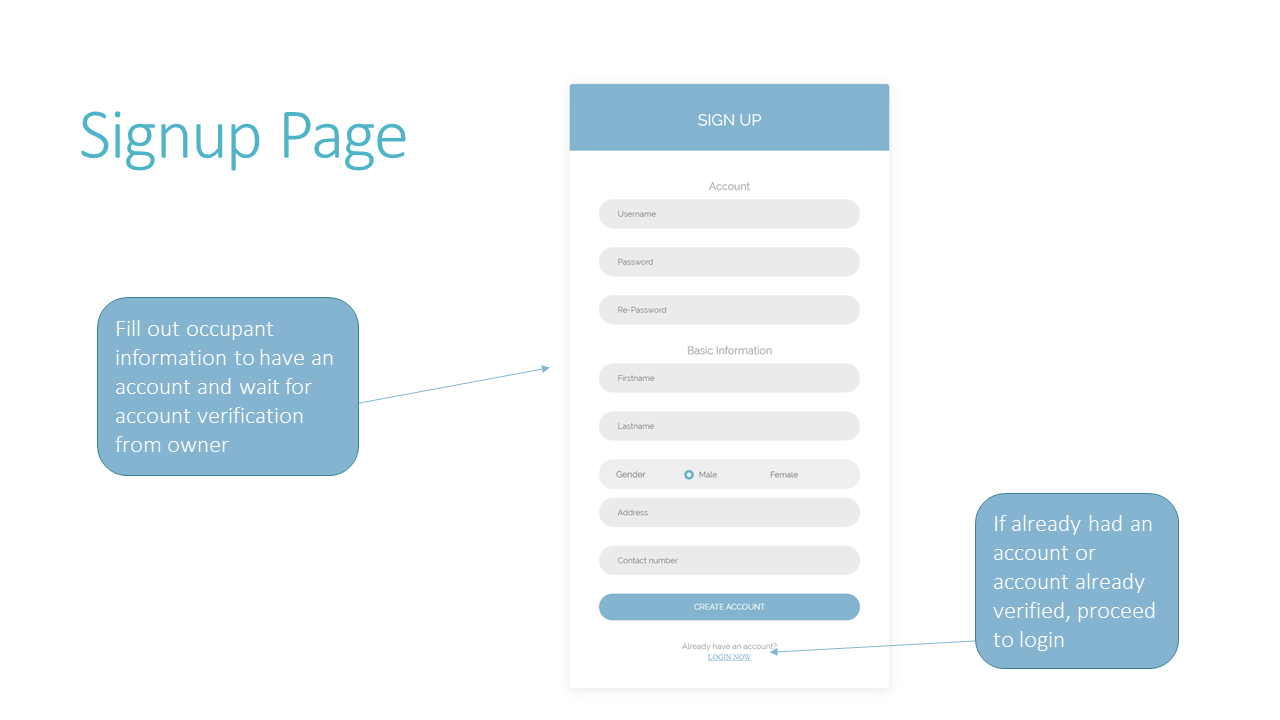 Signup Page
Fill out occupant
information to have an
account and wait for
account verification
from owner
SIGN UP
Account
Username
Password
Re-Password
Basic Information
Firstname
Lastname
Gender Male Female
Address
Contact number
CREATE ACCOUNT
Already have an account?
LOGIN NOW
If already had an
account or
account already
verified, proceed
to login